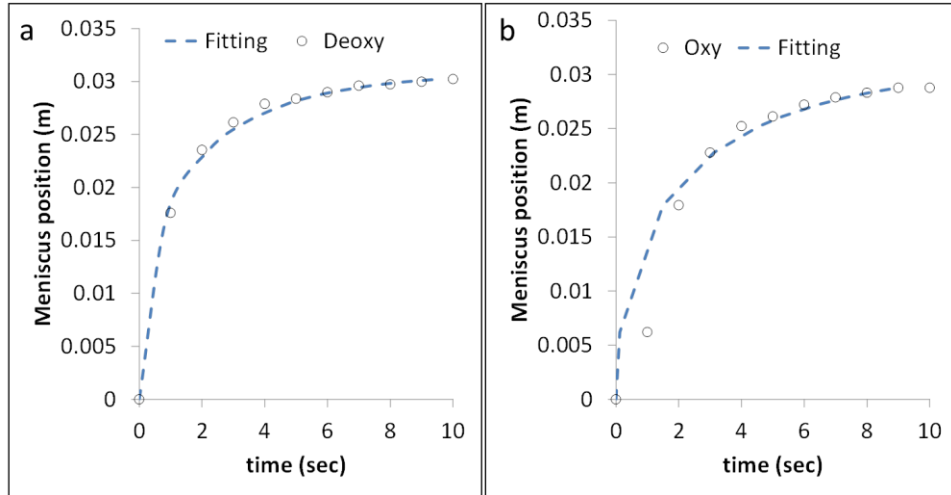 a
Fitting Deoxy
0.035
0.03
0.025
0.02
0.015
0.01
0.005
0
Meniscus position (m)
0 2 4 6 8 10
time (sec)
b
Oxy Fitting
0.035
0.03
0.025
0.02
0.015
0.01
0.005
0
Meniscus position (m)
0 2 4 6 8 10
time (sec)